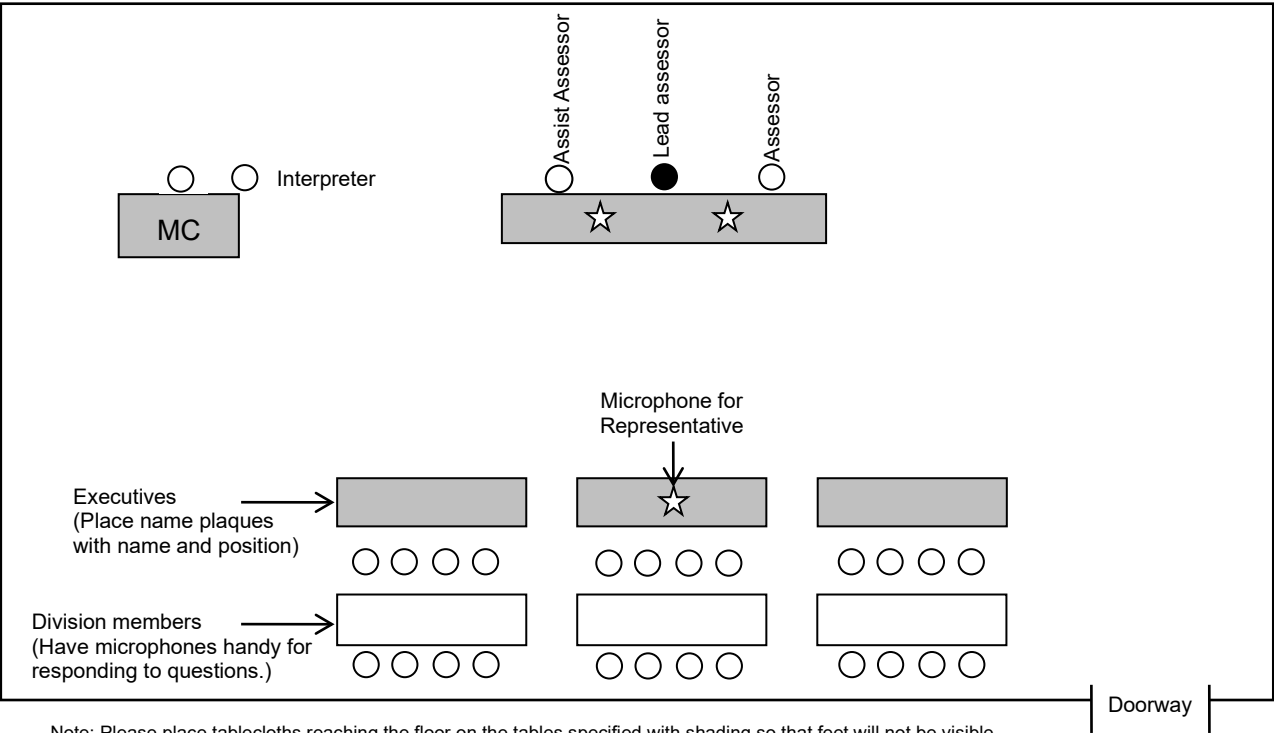 Assist Assessor
Lead assessor
Assessor
Interpreter
MC
Microphone for
Representative
Executives
(Place name plaques
with name and position)
Division members
(Have microphones handy for
responding to questions.)
Doorway
Note: Please place tablecloths reaching the floor on the tables specified with shading so that feet will not be visible